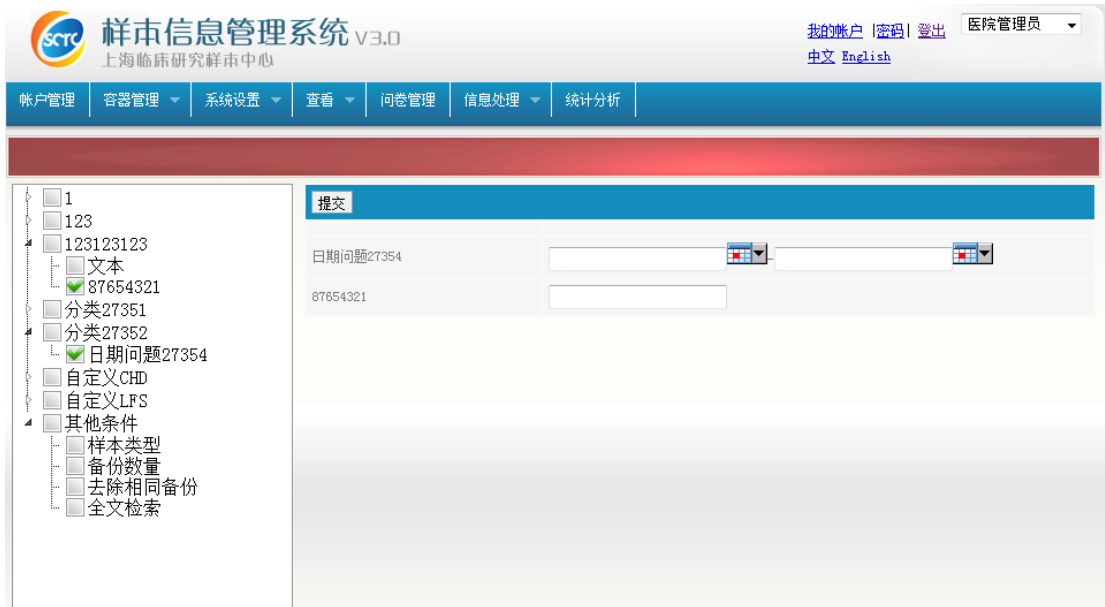 SCTC 样本信息管理系统 V3.0
上海临床研究样本中心
我的帐户 |密码| 登出 医院管理员
中文 English
帐户管理 容器管理 系统设置 查看 问卷管理 信息处理 统计分析
1
123
123123123
文本
87654321
分类27351
分类27352
日期问题27354
自定义CHD
自定义LFS
其他条件
样本类型
备份数量
去除相同备份
全文检索
提交
日期问题27354 -
87654321